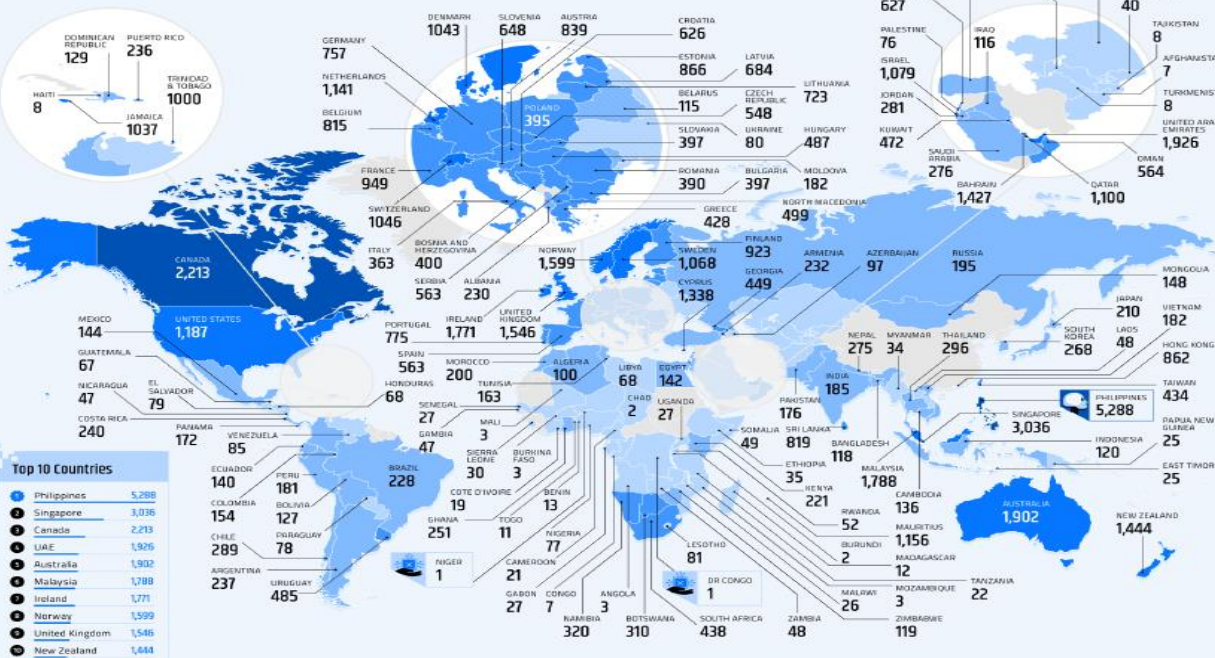 DOMINICAN
REPUBLIC
129
PUERTO RICO
236
TRINIDAD
& TOBAGO
1000
HAITI
8
JAMAICA
1037
DENMARK
1043
SLOVENIA
648
AUSTRIA
839
CROATIA
626
GERMANY
757
ESTONIA
866
LATVIA
684
NETHERLANDS
1,141
BELARUS
115
CZECH
REPUBLIC
548
LITHUANIA
723
BELGIUM
815
POLAND
395
SLOVAKIA
397
UKRAINE
80
HUNGARY
487
FRANCE
949
ROMANIA
390
BULGARIA
397
MOLDOVA
182
SWITZERLAND
1046
GREECE
428
NORTH MACEDONIA
499
ITALY
363
BOSNIA AND
HERZEGOVINA
400
SERBIA
563
ALBANIA
230
627
40
PALESTINE
76
IRAQ
116
TAJIKISTAN
8
ISRAEL
1,079
AFGHANISTA
7
JORDAN
281
TURKMENIS
8
KUWAIT
472
UNITED ARA
EMIRATES
1,926
SAUDI
ARABIA
276
OMAN
564
BAHRAIN
1,427
QATAR
1,100
NORWAY
1,599
SWEDEN
1,068
FINLAND
923
ARMENIA
232
AZERBAIJAN
97
RUSSIA
195
CANADA
2,213
GEORGIA
449
CYPRUS
1,338
MONGOLIA
148
UNITED STATES
1,187
MEXICO
144
PORTUGAL
775
IRELAND
1,771
UNITED
KINGDOM
1,546
JAPAN
210
VIETNAM
182
SOUTH
KOREA
268
LAOS
48
HONG KONG
862
NEPAL
275
MYANMAR
34
THAILAND
296
GUATEMALA
67
SPAIN
563
MOROCCO
200
ALGERIA
100
LIBYA
68
EGYPT
142
INDIA
185
TAIWAN
434
NICARAGUA
47
EL
SALVADOR
79
HONDURAS
68
TUNISIA
163
CHAD
2
UGANDA
27
PAKISTAN
176
SRI LANKA
819
PHILIPPINES
5,288
COSTA RICA
240
SENEGAL
27
SINGAPORE
3,036
PAPUA NEW
GUINEA
25
PANAMA
172
VENEZUELA
85
GAMBIA
47
MALI
3
SOMALIA
49
BANGLADESH
118
INDONESIA
120
SIERRA
LEONE
30
BURKINA
FASO
3
ETHIOPIA
35
MALAYSIA
1,788
EAST TIMOR
25
ECUADOR
140
PERU
181
BRAZIL
228
COTE D'IVOIRE
19
BENIN
13
KENYA
221
CAMBODIA
136
COLOMBIA
154
BOLIVIA
127
GHANA
251
TOGO
11
NIGERIA
77
RWANDA
52
AUSTRALIA
1,902
NEW ZEALAND
1,444
CHILE
289
PARAGUAY
78
LESOTHO
81
BURUNDI
2
MAURITIUS
1,156
ARGENTINA
237
URUGUAY
485
NIGER
1
CAMEROON
21
DR CONGO
1
MADAGASCAR
12
GABON
27
CONGO
7
ANGOLA
3
MALAWI
26
MOZAMBIQUE
3
TANZANIA
22
NAMIBIA
320
BOTSWANA
310
SOUTH AFRICA
438
ZAMBIA
48
ZIMBABWE
119
Top 10 Countries
1 Philippines 5,288
2 Singapore 3,036
3 Canada 2,213
4 UAE 1,926
5 Australia 1,902
6 Malaysia 1,788
7 Ireland 1,771
8 Norway 1,599
9 United Kingdom 1,546
10 New Zealand 1,444